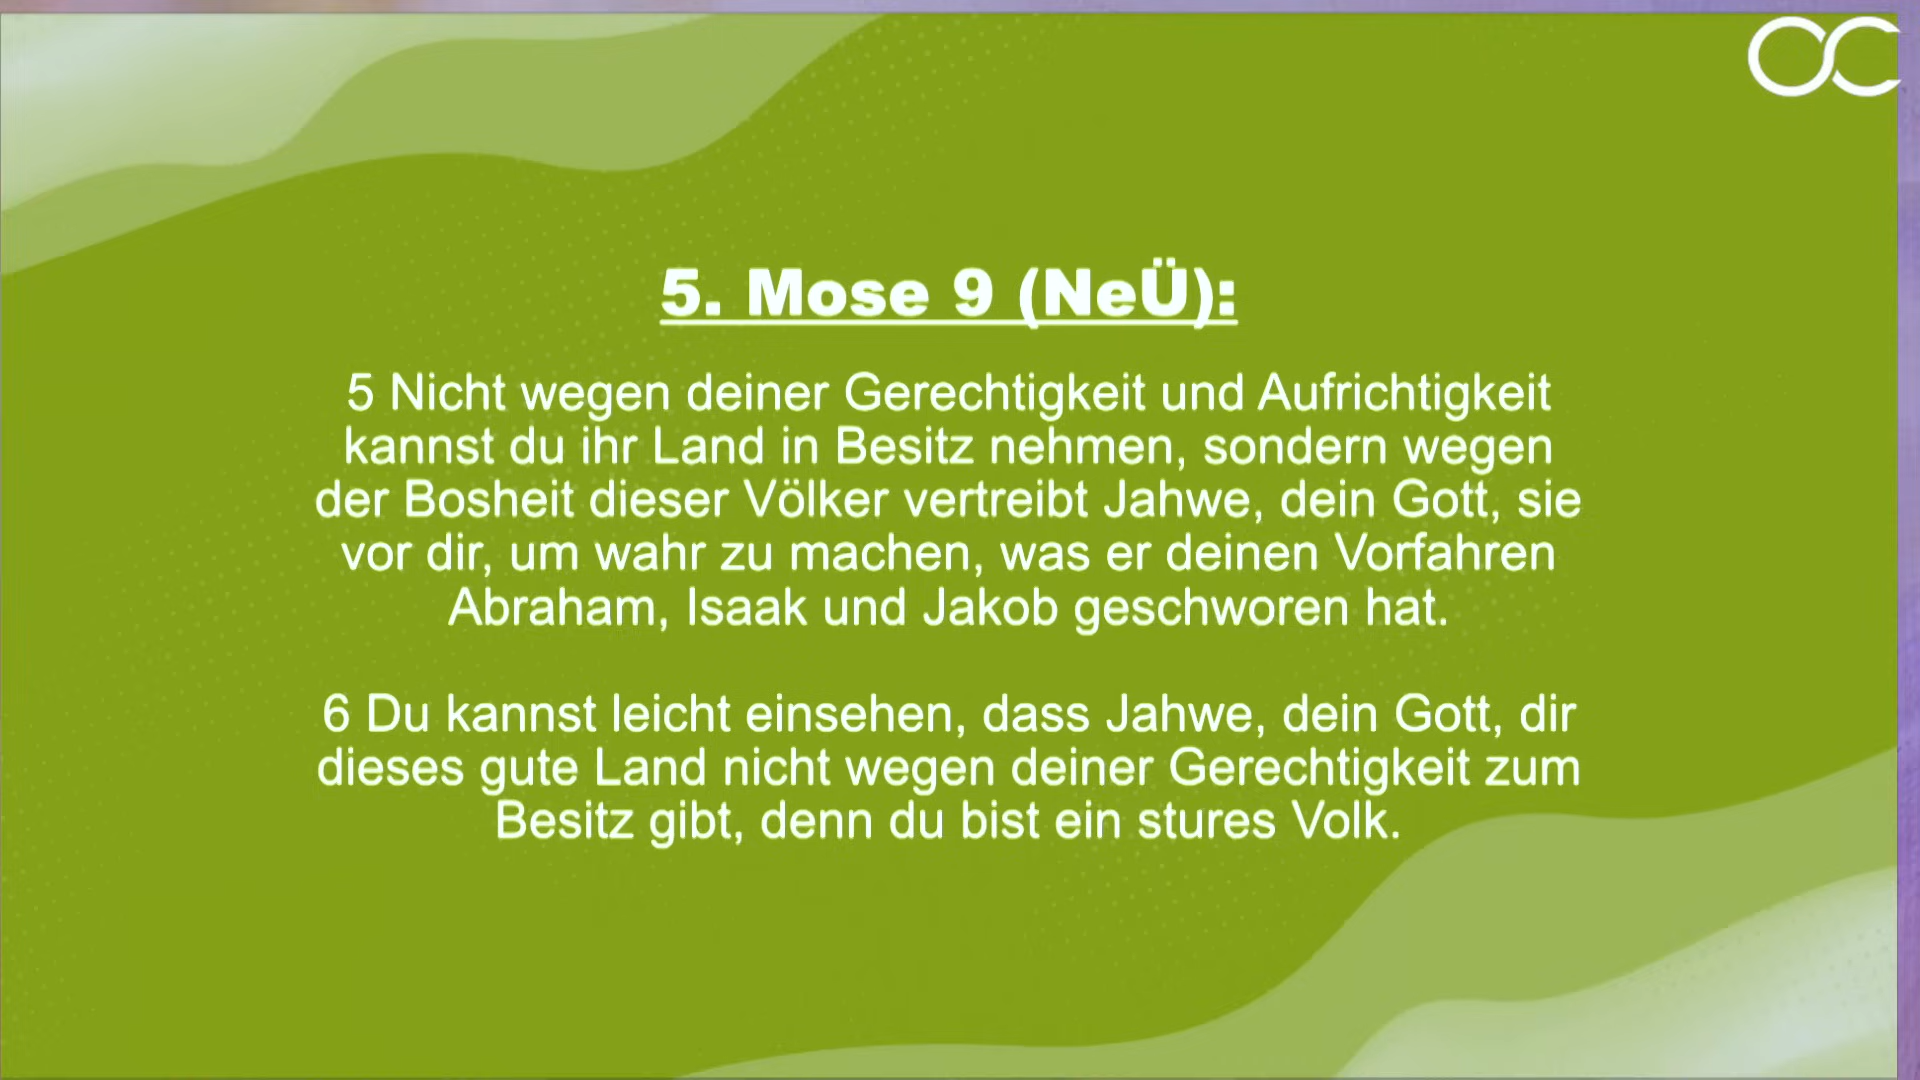 5. Mose 9 (NeÜ):
5 Nicht wegen deiner Gerechtigkeit und Aufrichtigkeit
kannst du ihr Land in Besitz nehmen, sondern wegen
der Bosheit dieser Völker vertreibt Jahwe, dein Gott, sie
vor dir, um wahr zu machen, was er deinen Vorfahren
Abraham, Isaak und Jakob geschworen hat.
6 Du kannst leicht einsehen, dass Jahwe, dein Gott, dir
dieses gute Land nicht wegen deiner Gerechtigkeit zum
Besitz gibt, denn du bist ein stures Volk.